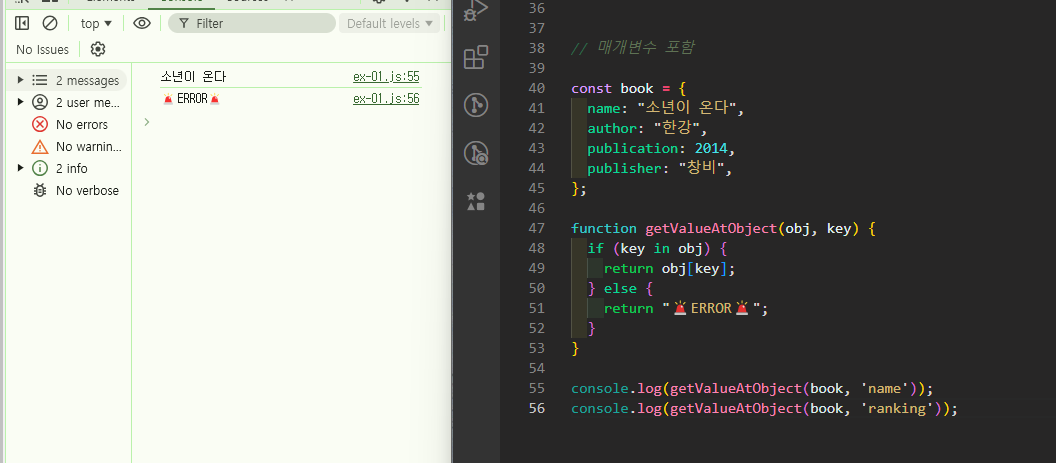 Console
top ▾
Filter
Default levels ▾
No Issues
2 messages
2 user me...
No errors
No warnin...
2 info
No verbose
소년이 온다 ex-01.js:55
🚨ERROR🚨 ex-01.js:56
36
37
38 // 매개변수 포함
39
40 const book = {
41 name: "소년이 온다",
42 author: "한강",
43 publication: 2014,
44 publisher: "창비",
45 };
46
47 function getValueAtObject(obj, key) {
48 if (key in obj) {
49 return obj[key];
50 } else {
51 return "🚨ERROR🚨";
52 }
53 }
54
55 console.log(getValueAtObject(book, 'name'));
56 console.log(getValueAtObject(book, 'ranking'));